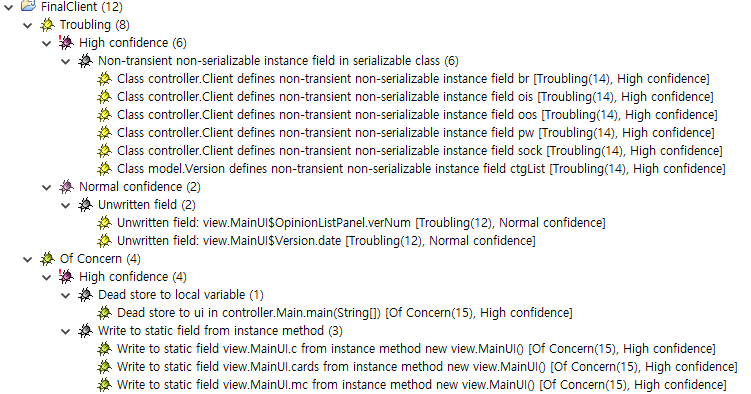 FinalClient (12)
Troubling (8)
High confidence (6)
Non-transient non-serializable instance field in serializable class (6)
Class controller.Client defines non-transient non-serializable instance field br [Troubling(14), High confidence]
Class controller.Client defines non-transient non-serializable instance field ois [Troubling(14), High confidence]
Class controller.Client defines non-transient non-serializable instance field oos [Troubling(14), High confidence]
Class controller.Client defines non-transient non-serializable instance field pw [Troubling(14), High confidence]
Class controller.Client defines non-transient non-serializable instance field sock [Troubling(14), High confidence]
Class model.Version defines non-transient non-serializable instance field ctgList [Troubling(14), High confidence]
Normal confidence (2)
Unwritten field (2)
Unwritten field: view.MainUI$OpinionListPanel.verNum [Troubling(12), Normal confidence]
Unwritten field: view.MainUI$Version.date [Troubling(12), Normal confidence]
Of Concern (4)
High confidence (4)
Dead store to local variable (1)
Dead store to ui in controller.Main.main(String[]) [Of Concern(15), High confidence]
Write to static field from instance method (3)
Write to static field view.MainUI.c from instance method new view.MainUI() [Of Concern(15), High confidence]
Write to static field view.MainUI.cards from instance method new view.MainUI() [Of Concern(15), High confidence]
Write to static field view.MainUI.mc from instance method new view.MainUI() [Of Concern(15), High confidence]